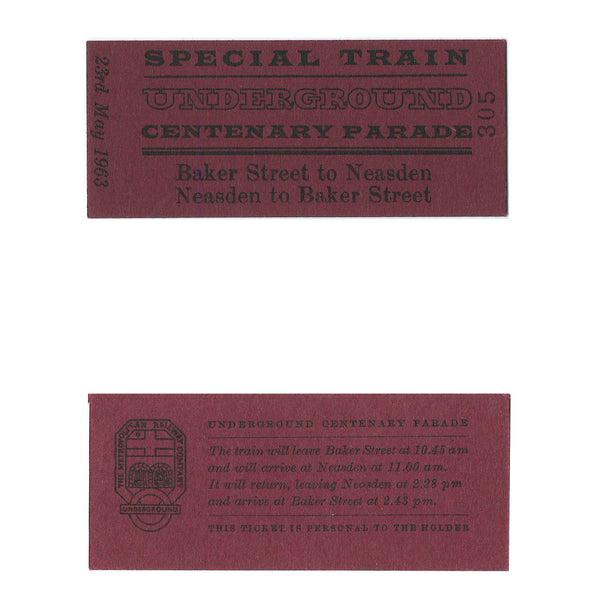 23rd May 1963
SPECIAL TRAIN
UNDERGROUND
CENTENARY PARADE
305
Baker Street to Neasden
Neasden to Baker Street
THE METROPOLITAN RAILWAY COMPANY
UNDERGROUND
UNDERGROUND CENTENARY PARADE
The train will leave Baker Street at 10.45 am
and will arrive at Neasden at 11.00 am.
It will return, leaving Neasden at 2.28 pm
and arrive at Baker Street at 2.43 pm.
THIS TICKET IS PERSONAL TO THE HOLDER